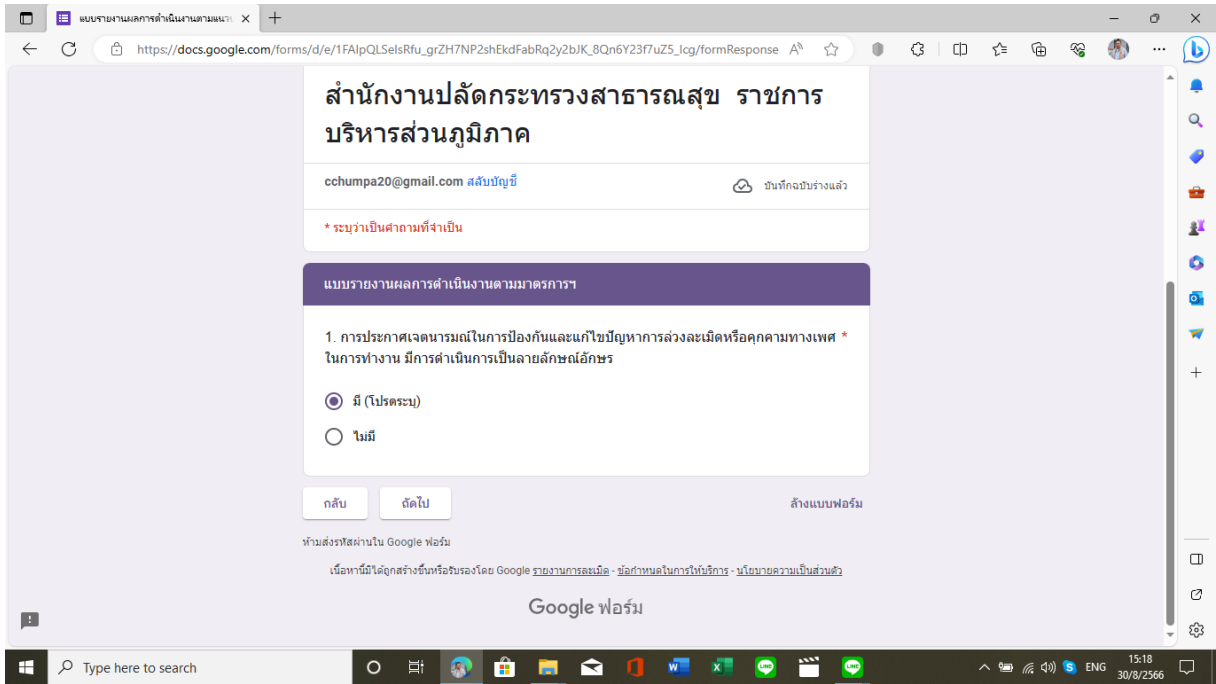 แบบรายงานผลการดำเนินงานตามแนว
https://docs.google.com/forms/d/e/1FAIpQLSelsRfu_grZH7NP2shEkdFabRq2y2bJK_8Qn6Y23f7uZ5_lcg/formResponse
สำนักงานปลัดกระทรวงสาธารณสุข ราชการ
บริหารส่วนภูมิภาค
cchumpa20@gmail.com สลับบัญชี
บันทึกฉบับร่างแล้ว
* ระบุว่าเป็นคำถามที่จำเป็น
แบบรายงานผลการดำเนินงานตามมาตรการฯ
1. การประกาศเจตนารมณ์ในการป้องกันและแก้ไขปัญหาการล่วงละเมิดหรือคุกคามทางเพศ *
ในการทำงาน มีการดำเนินการเป็นลายลักษณ์อักษร
มี (โปรดระบุ)
ไม่มี
กลับ ถัดไป ล้างแบบฟอร์ม
ห้ามส่งรหัสผ่านใน Google ฟอร์ม
เนื้อหานี้มิได้ถูกสร้างขึ้นหรือรับรองโดย Google รายงานการละเมิด - ข้อกำหนดในการให้บริการ - นโยบายความเป็นส่วนตัว
Google ฟอร์ม
Type here to search
ENG
15:18
30/8/2566